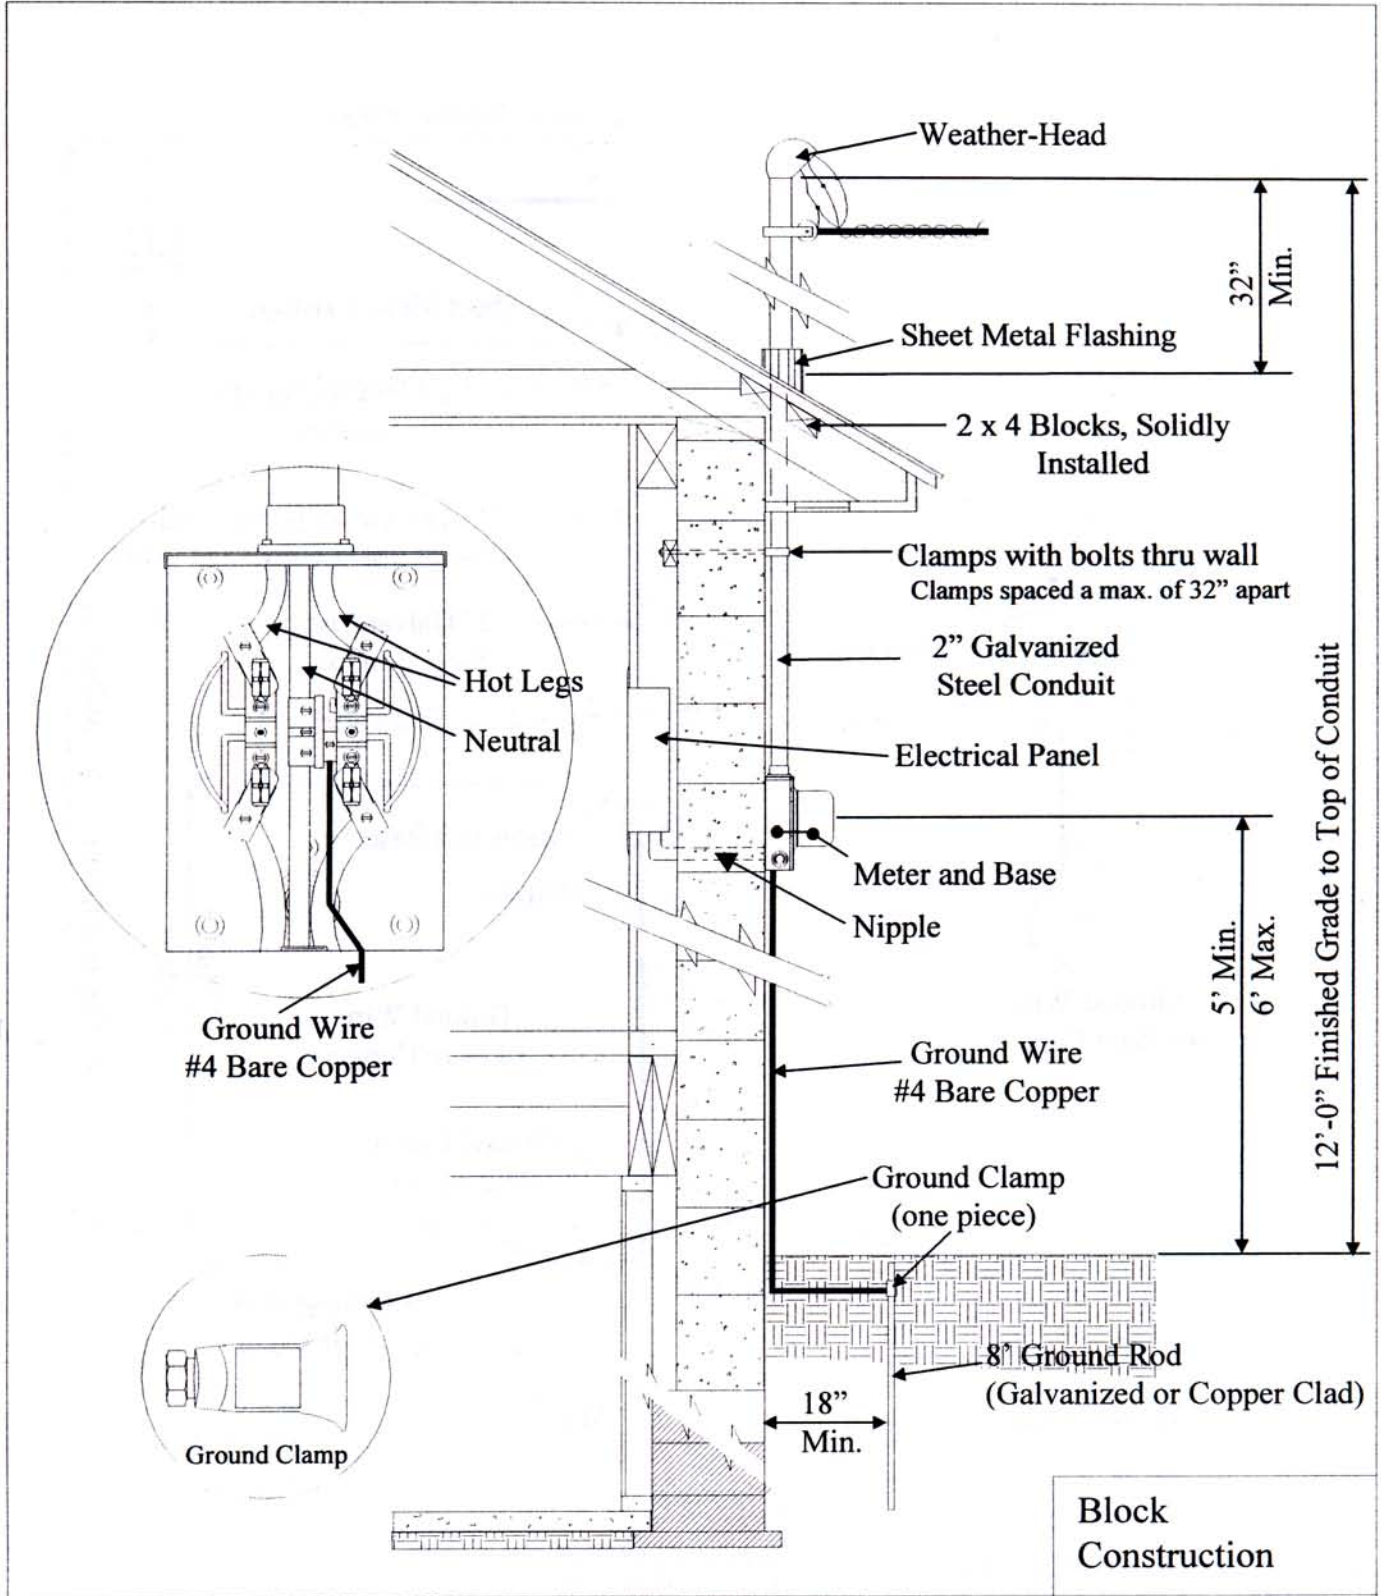 Weather-Head
32”
Min.
Sheet Metal Flashing
2 x 4 Blocks, Solidly
Installed
Clamps with bolts thru wall
Clamps spaced a max. of 32” apart
2” Galvanized
Steel Conduit
Hot Legs
Neutral
Electrical Panel
12’-0” Finished Grade to Top of Conduit
Meter and Base
Nipple
5’ Min.
6’ Max.
Ground Wire
#4 Bare Copper
Ground Wire
#4 Bare Copper
Ground Clamp
(one piece)
8’ Ground Rod
(Galvanized or Copper Clad)
18”
Min.
Ground Clamp
Block
Construction